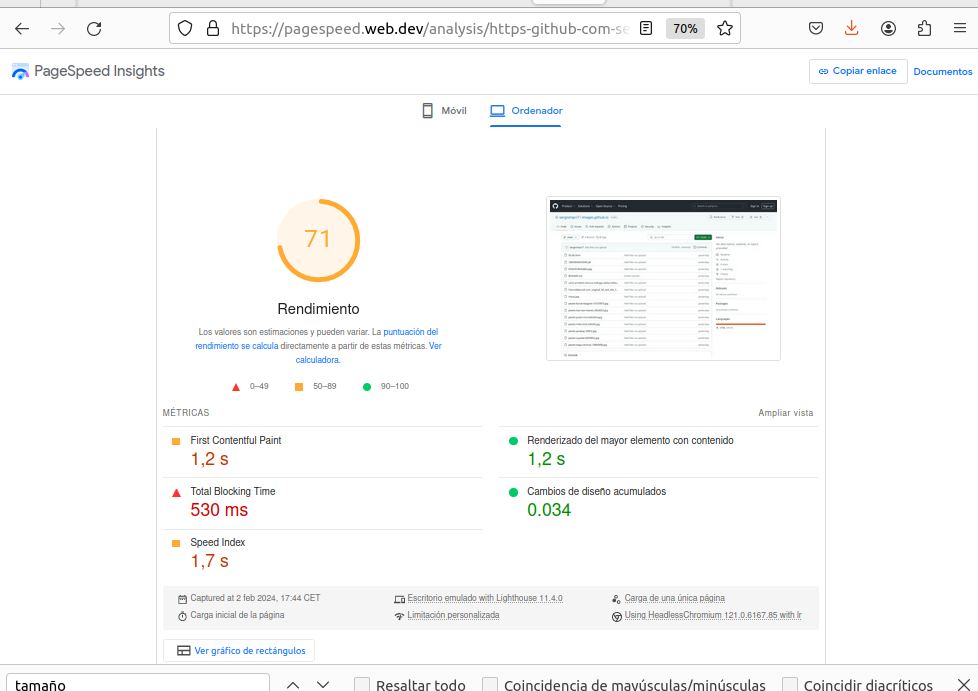 https://pagespeed.web.dev/analysis/https-github-com-se
70%
PageSpeed Insights
Copiar enlace
Documentos
Móvil
Ordenador
71
Rendimiento
Los valores son estimaciones y pueden variar. La puntuación del
rendimiento se calcula directamente a partir de estas métricas. Ver
calculadora.
0–49
50–89
90–100
MÉTRICAS
Ampliar vista
First Contentful Paint
1,2 s
Renderizado del mayor elemento con contenido
1,2 s
Total Blocking Time
530 ms
Cambios de diseño acumulados
0.034
Speed Index
1,7 s
Captured at 2 feb 2024, 17:44 CET
Escritorio emulado with Lighthouse 11.4.0
Carga de una única página
Carga inicial de la página
Limitación personalizada
Using HeadlessChromium 121.0.6167.85 with lr
Ver gráfico de rectángulos
tamaño
Resaltar todo
Coincidencia de mayúsculas/minúsculas
Coincidir diacríticos